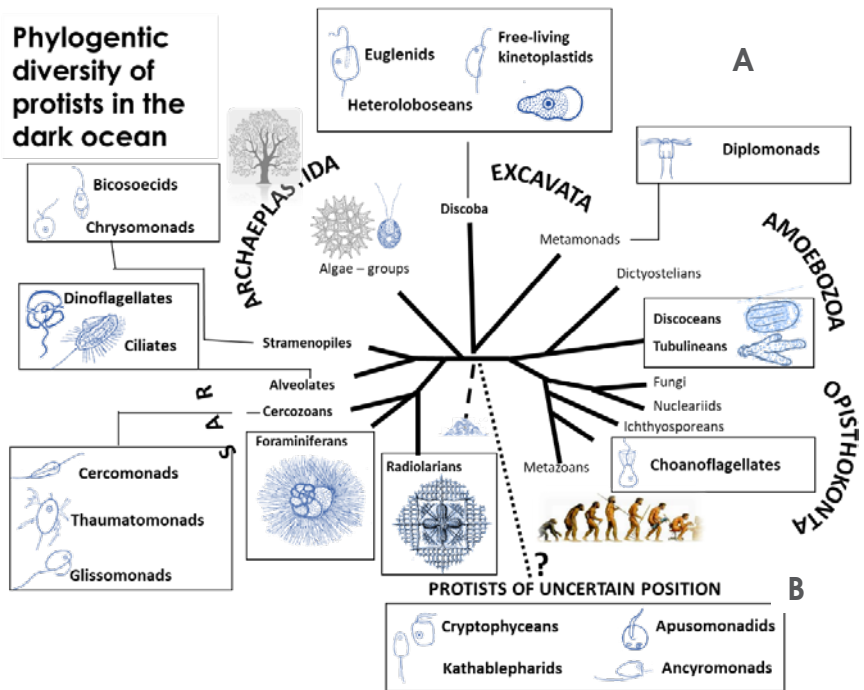 Phylogentic
diversity of
protists in the
dark ocean
A
Euglenids
Free-living
kinetoplastids
Heteroloboseans
Diplomonads
Bicosoecids
Chrysomonads
ARCHAEPLASTIDA
EXCAVATA
Discoba
Metamonads
AMOEBOZOA
Algae – groups
Dictyostelians
Dinoflagellates
Ciliates
Discoceans
Tubulineans
Stramenopiles
Alveolates
Cercozoans
SAR
Fungi
Nucleariids
Ichthyosporeans
OPISTHOKONTA
Foraminiferans
Radiolarians
Metazoans
Choanoflagellates
Cercomonads
Thaumatomonads
Glissomonads
?
PROTISTS OF UNCERTAIN POSITION
B
Cryptophyceans
Apusomonadids
Kathablepharids
Ancyromonads